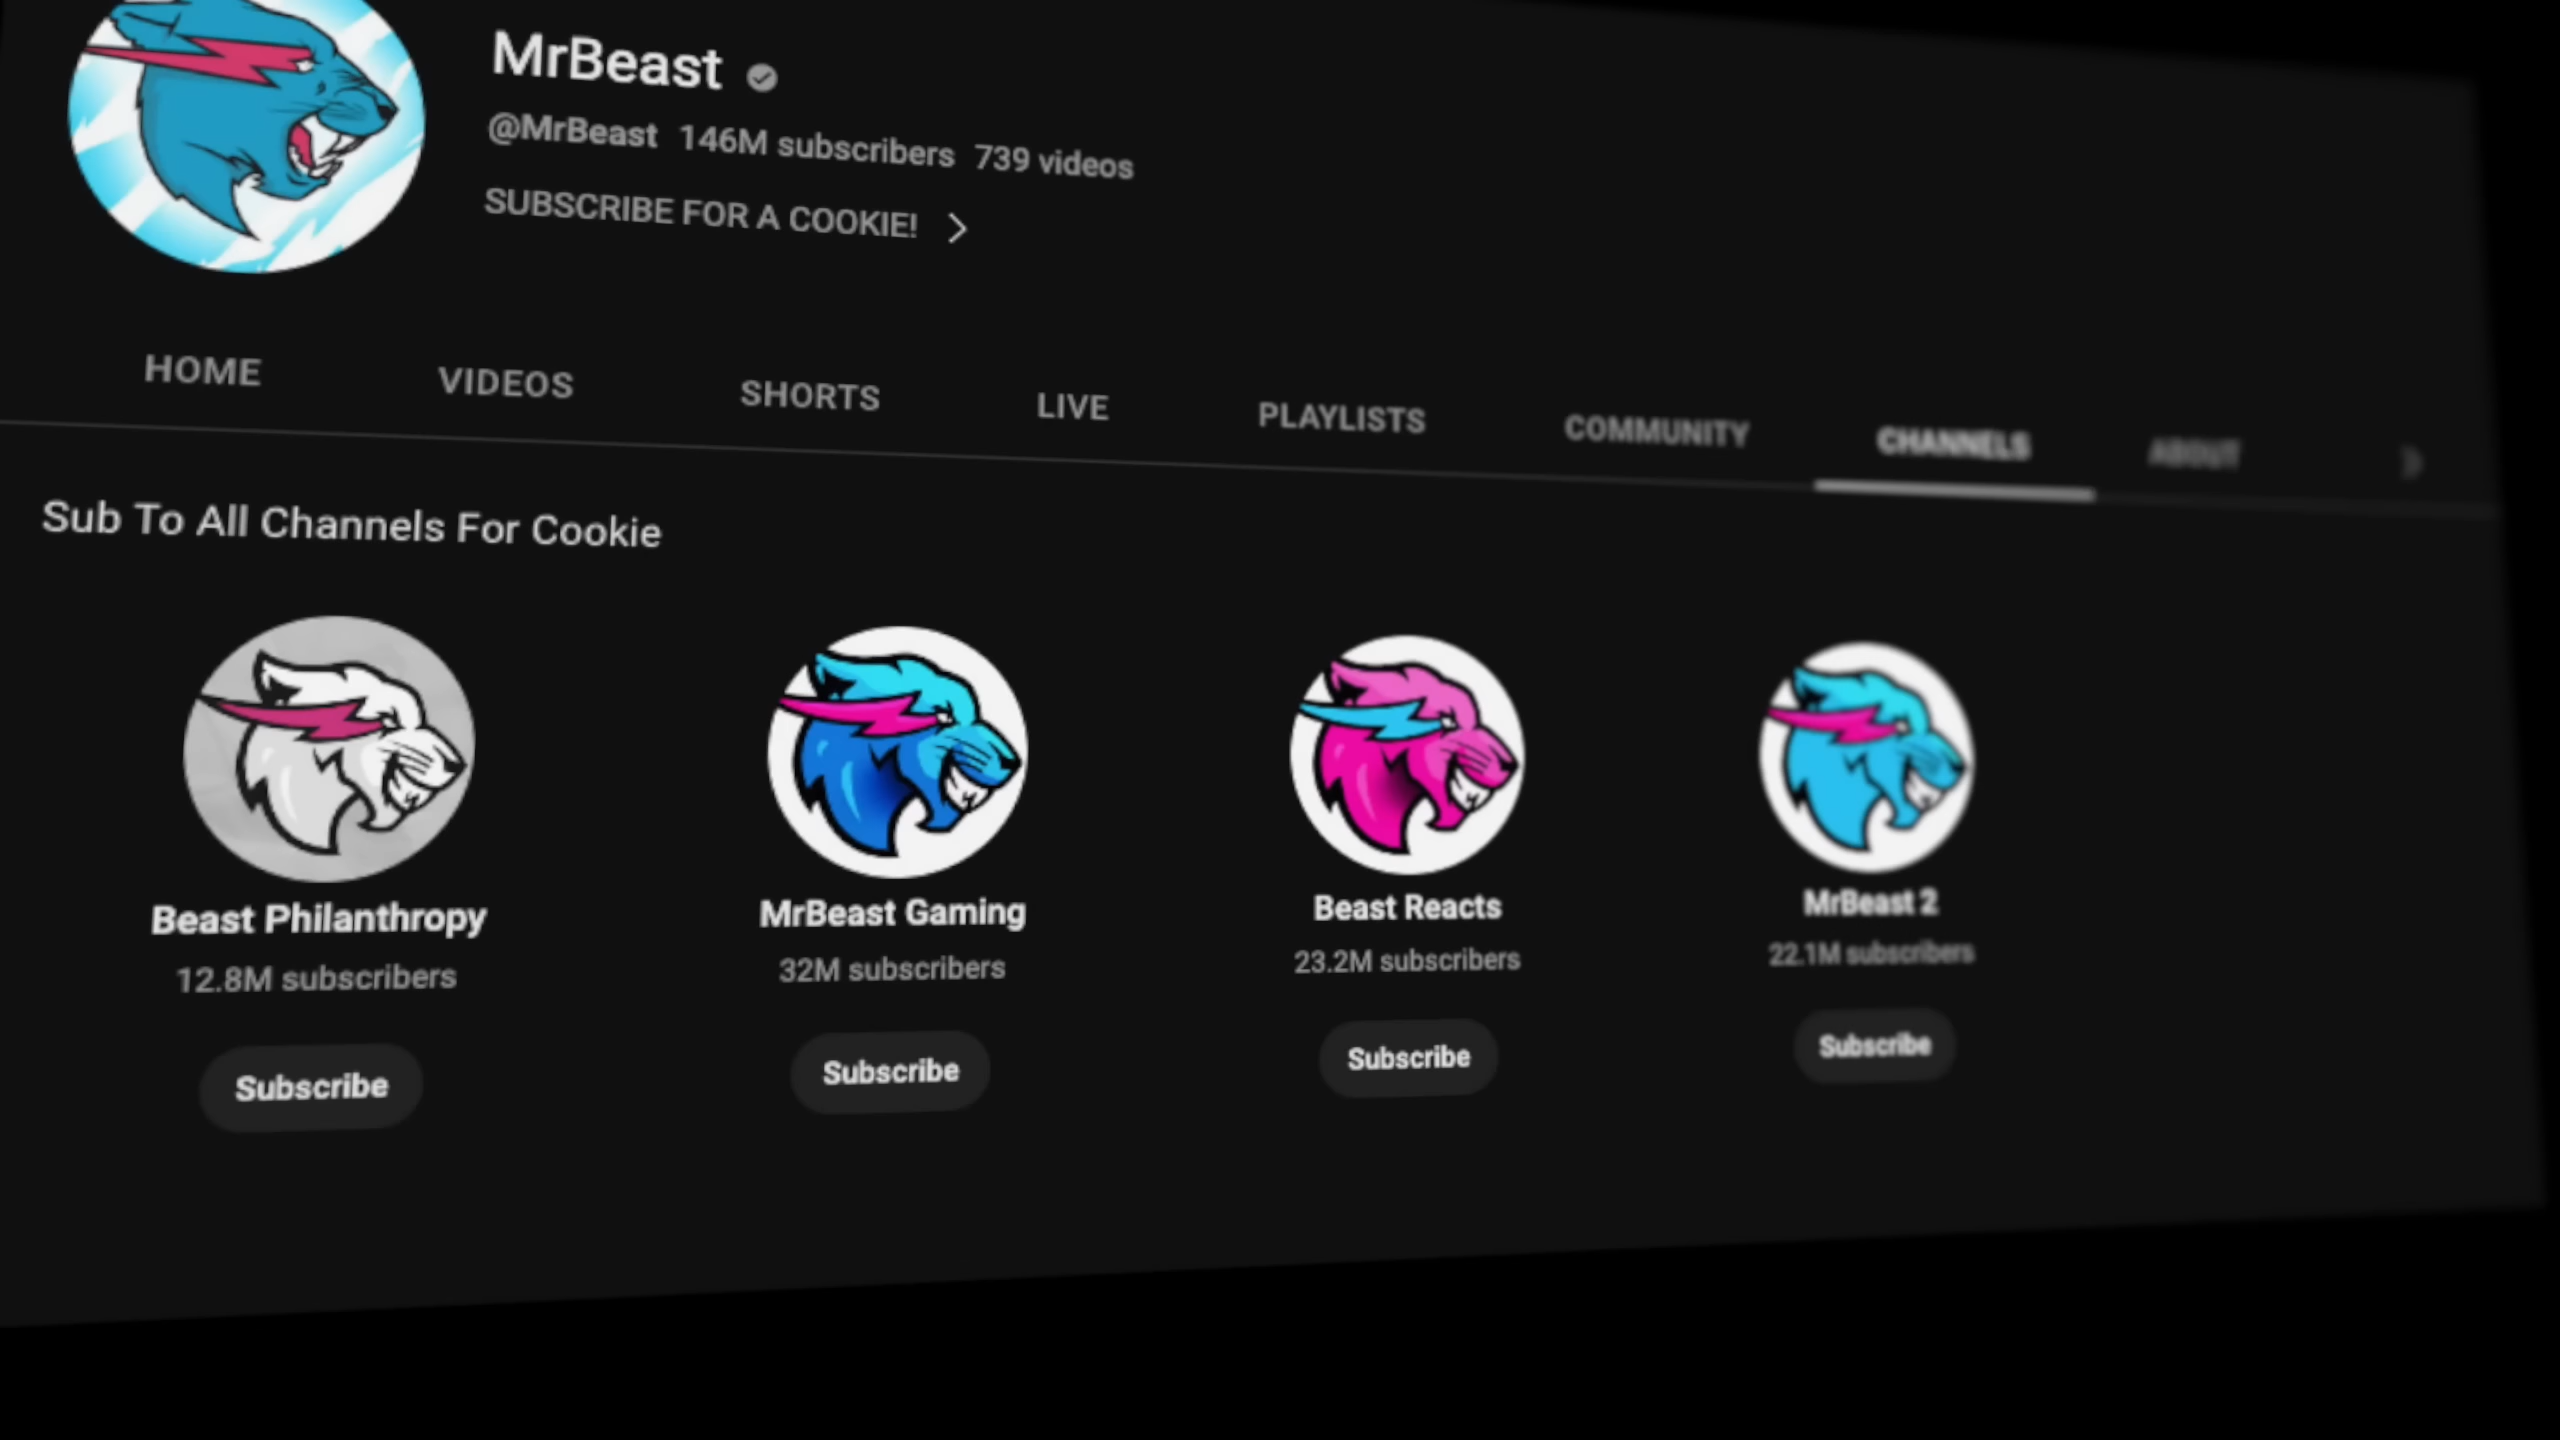 MrBeast
@MrBeast 146M subscribers 739 videos
SUBSCRIBE FOR A COOKIE!
HOME VIDEOS SHORTS LIVE PLAYLISTS COMMUNITY CHANNELS ABOUT
Sub To All Channels For Cookie
Beast Philanthropy MrBeast Gaming Beast Reacts MrBeast 2
12.8M subscribers 32M subscribers 23.2M subscribers 22.1M subscribers
Subscribe Subscribe Subscribe Subscribe